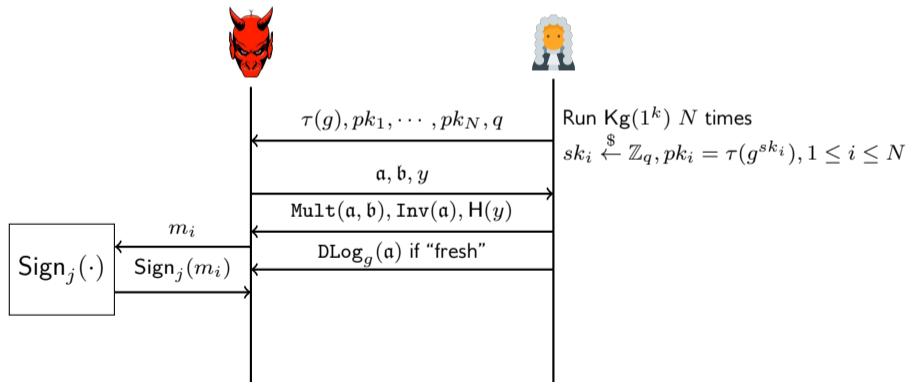 τ(g), pk₁, ⋯ , pk_N, q
Run Kg(1ᵏ) N times
sk_i ←$ ℤ_q, pk_i = τ(g^{sk_i}), 1 ≤ i ≤ N
𝔞, 𝔟, y
Mult(𝔞, 𝔟), Inv(𝔞), H(y)
m_i
DLog_g(𝔞) if “fresh”
Sign_j(·)
Sign_j(m_i)